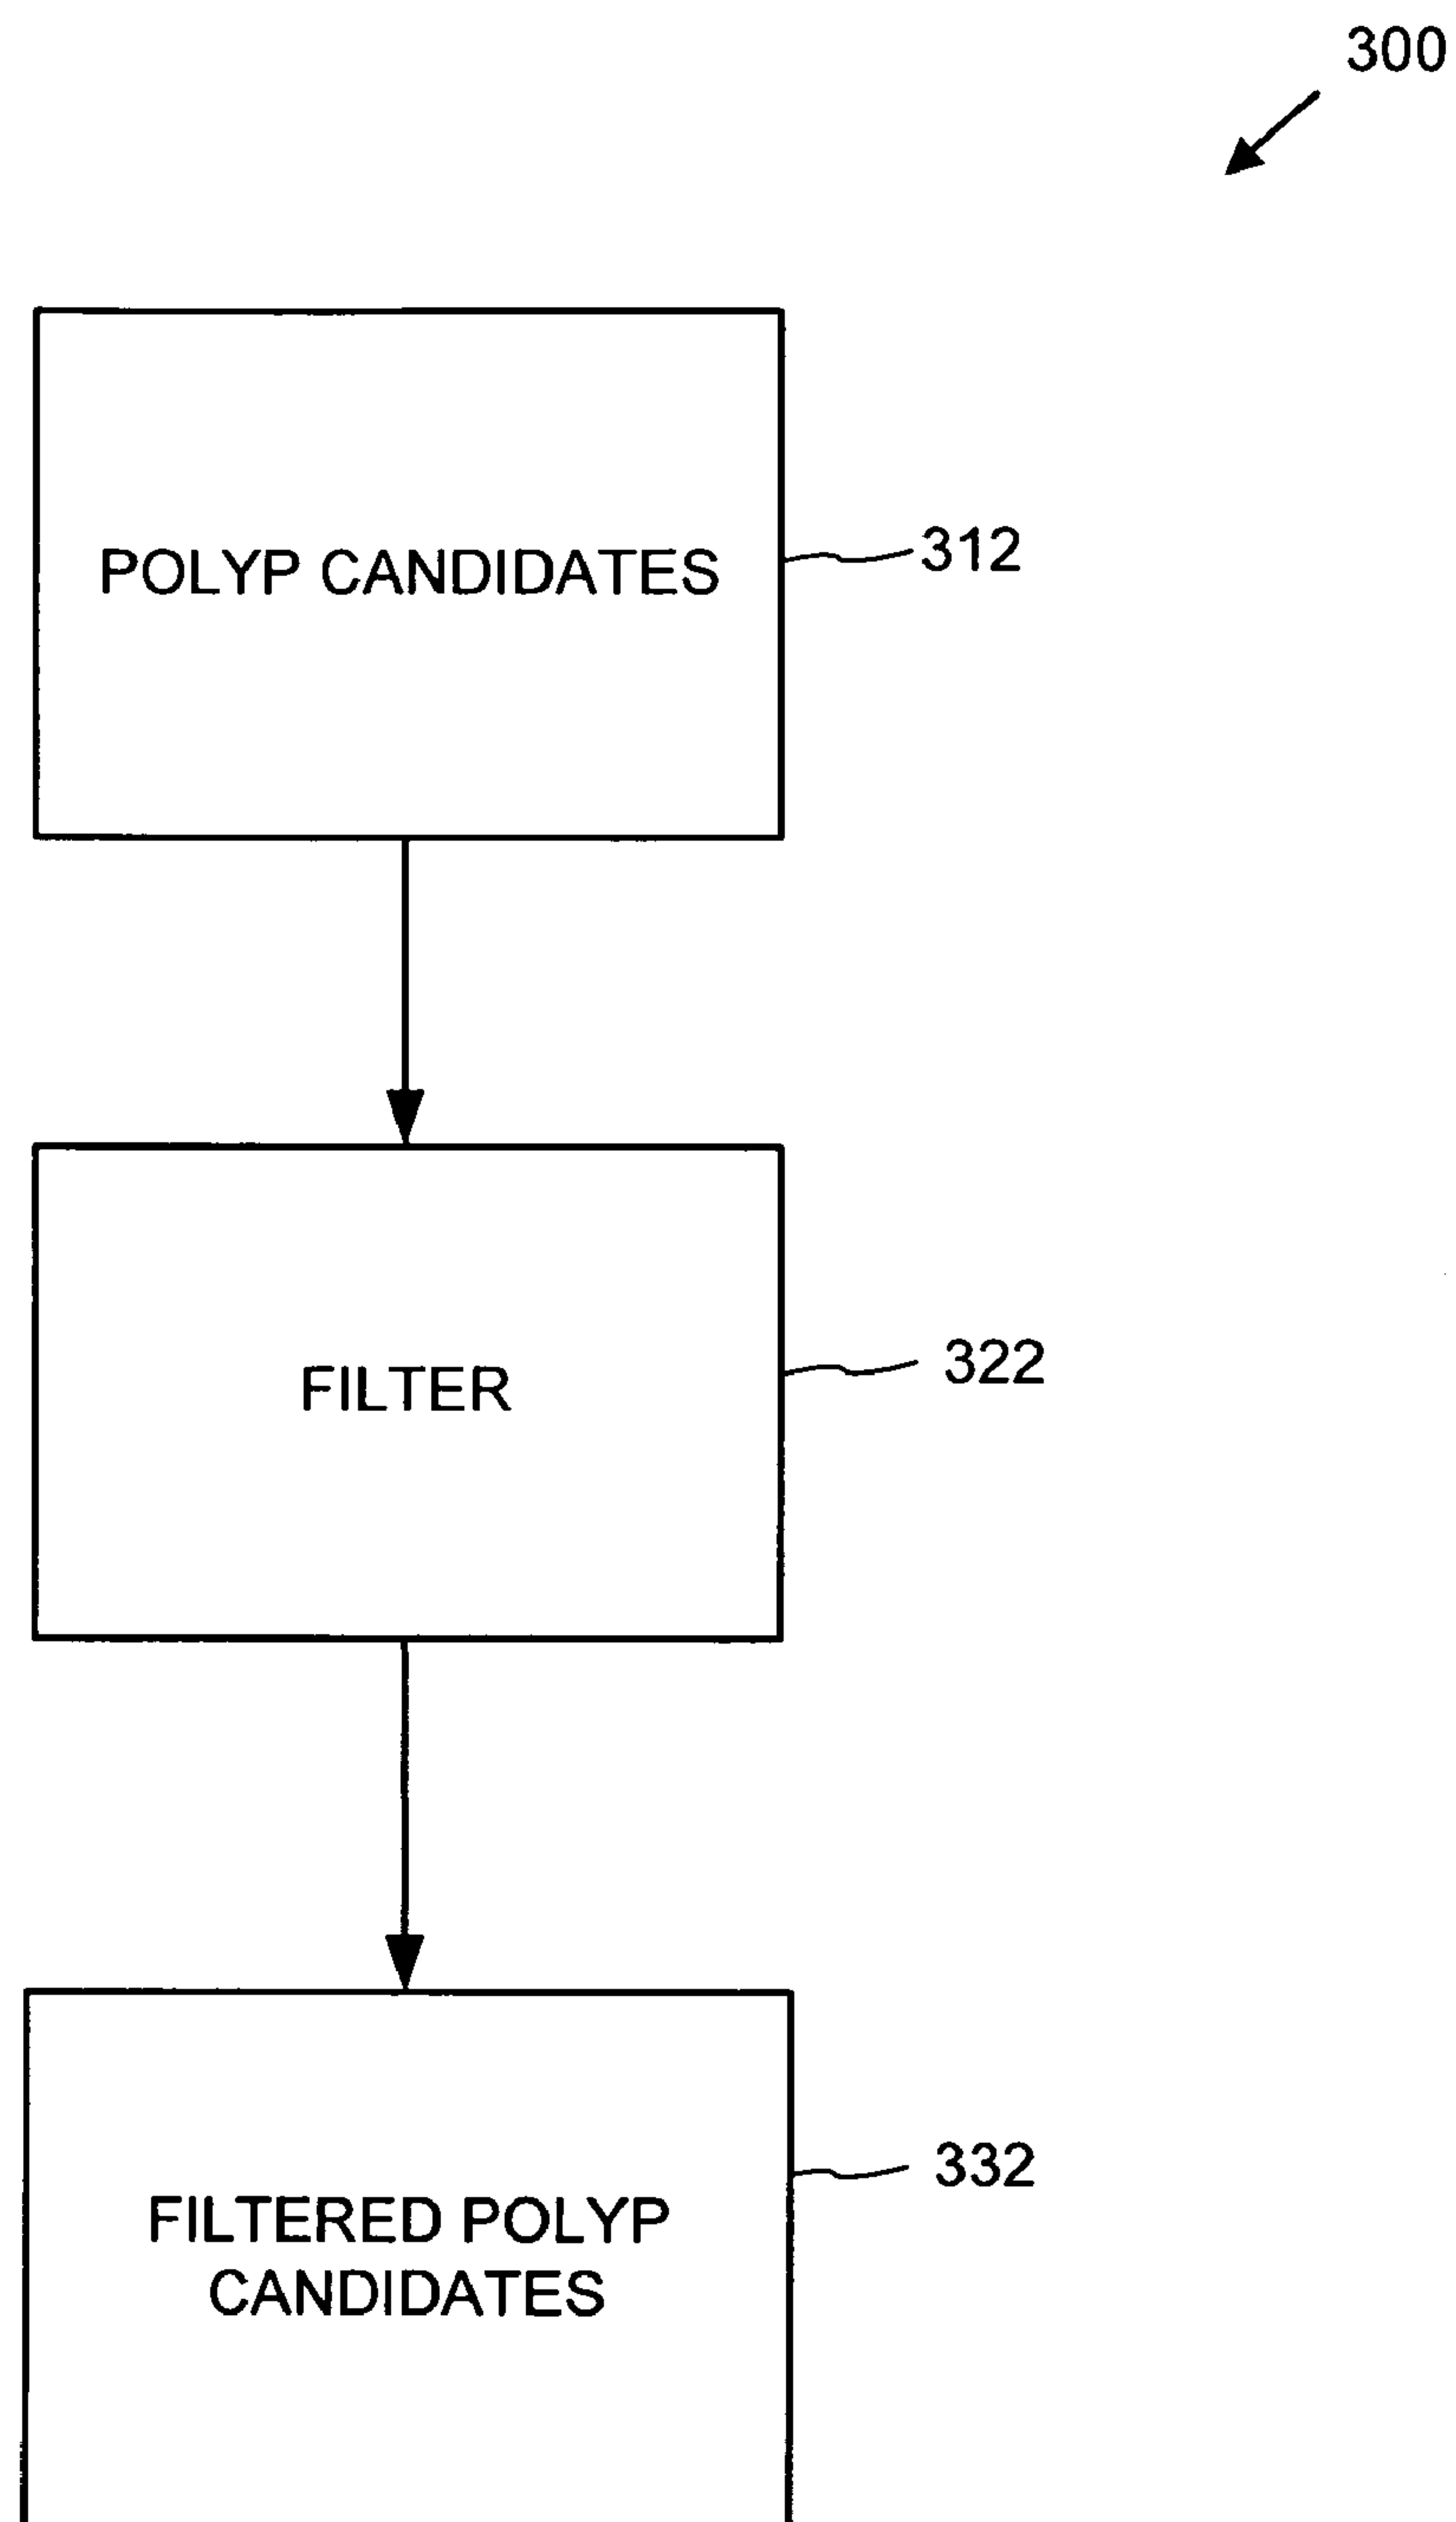 300
POLYP CANDIDATES
312
FILTER
322
FILTERED POLYP
CANDIDATES
332